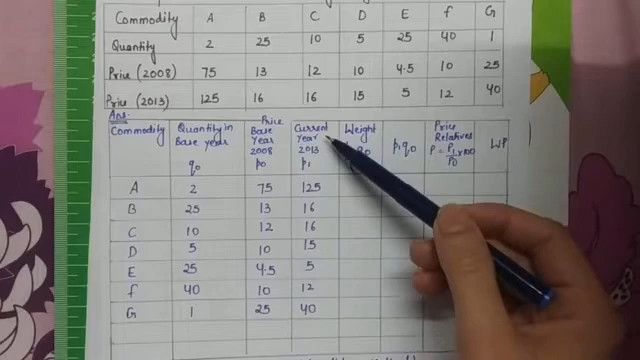 Commodity A B C D E F G
Quantity 2 25 10 5 25 40 1
Price (2008) 75 13 12 10 4.5 10 25
Price (2013) 125 16 16 15 5 12 40
Ans.
Commodity Quantity in Base year q0 Price Base Year 2008 p0 Current Year 2013 p1 Weight q0 p1q0 Price Relatives P = P1/P0 x100 W.P
A 2 75 125
B 25 13 16
C 10 12 16
D 5 10 15
E 25 4.5 5
F 40 10 12
G 1 25 40